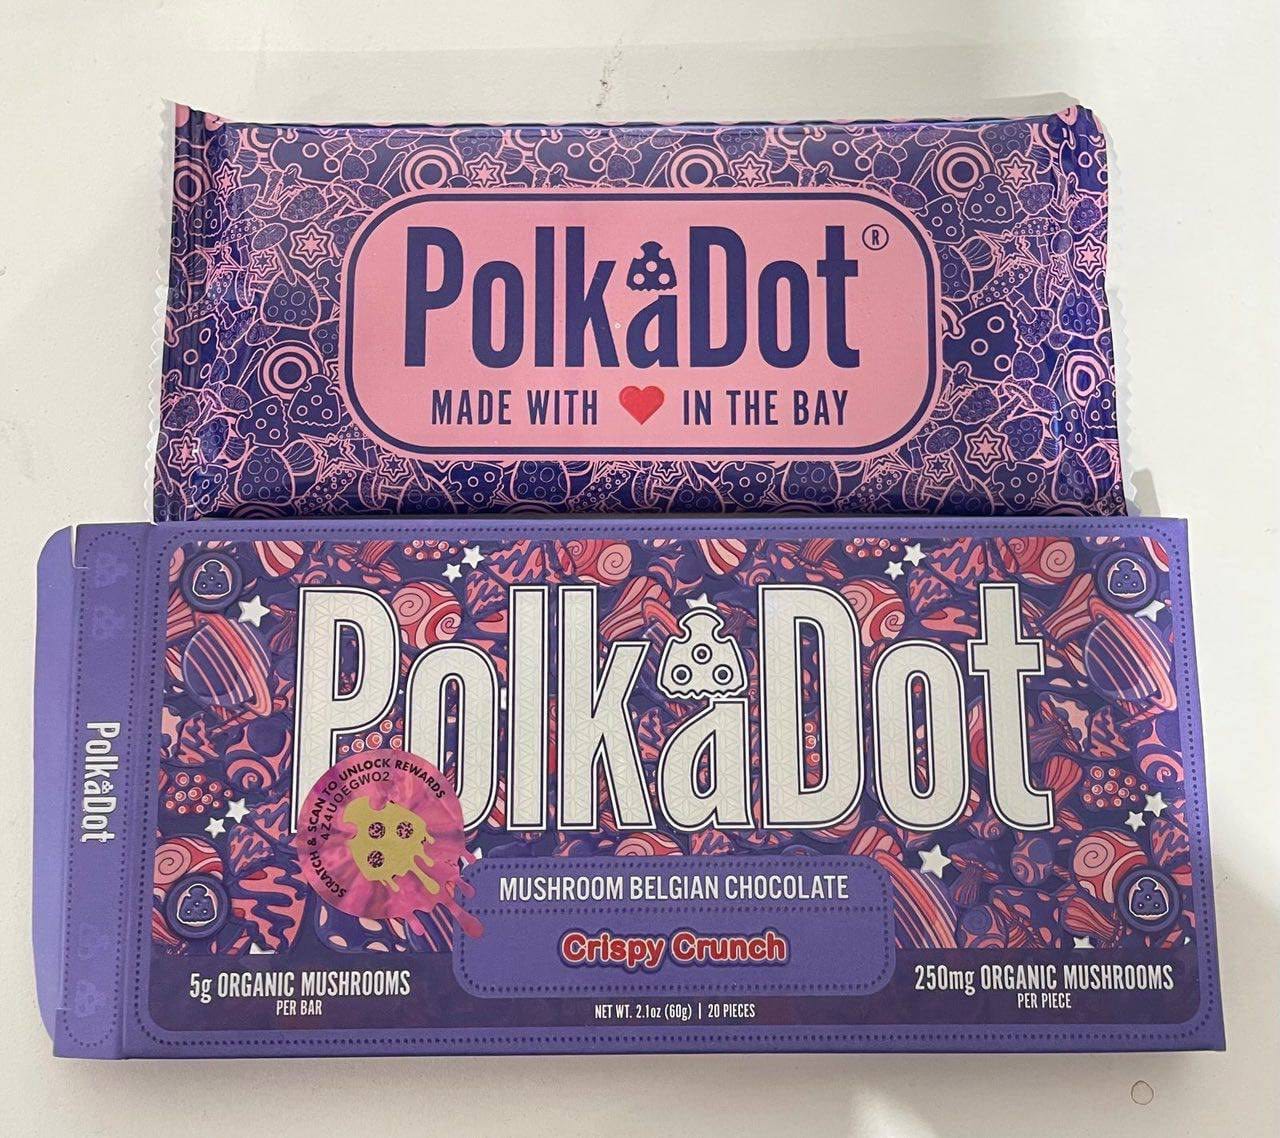 PolkaDot®
MADE WITH ❤ IN THE BAY
PolkaDot
PolkaDot
SCRATCH & SCAN TO UNLOCK REWARDS
4Z4UOEGWO2
MUSHROOM BELGIAN CHOCOLATE
Crispy Crunch
5g ORGANIC MUSHROOMS
PER BAR
NET WT. 2.1oz (60g) | 20 PIECES
250mg ORGANIC MUSHROOMS
PER PIECE